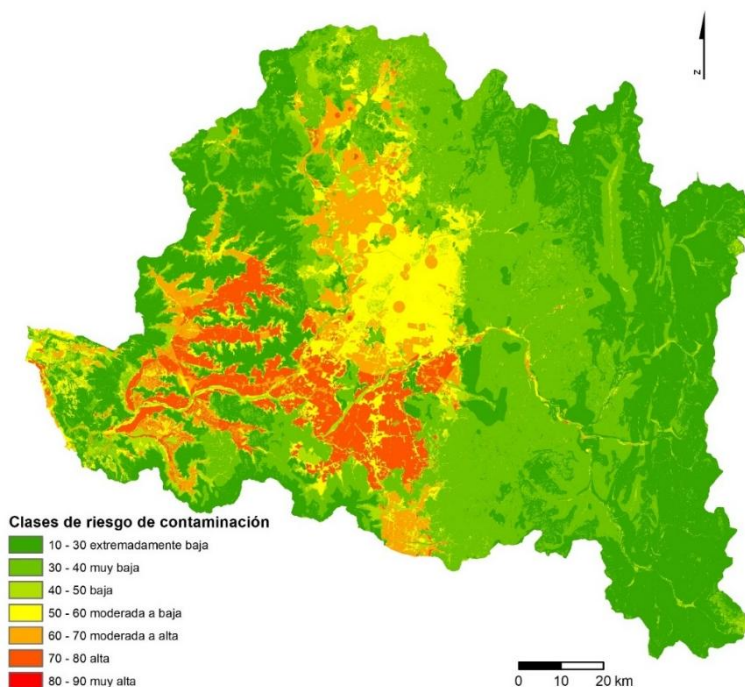 z
Clases de riesgo de contaminación
10 - 30 extremadamente baja
30 - 40 muy baja
40 - 50 baja
50 - 60 moderada a baja
60 - 70 moderada a alta
70 - 80 alta
80 - 90 muy alta
0 10 20 km